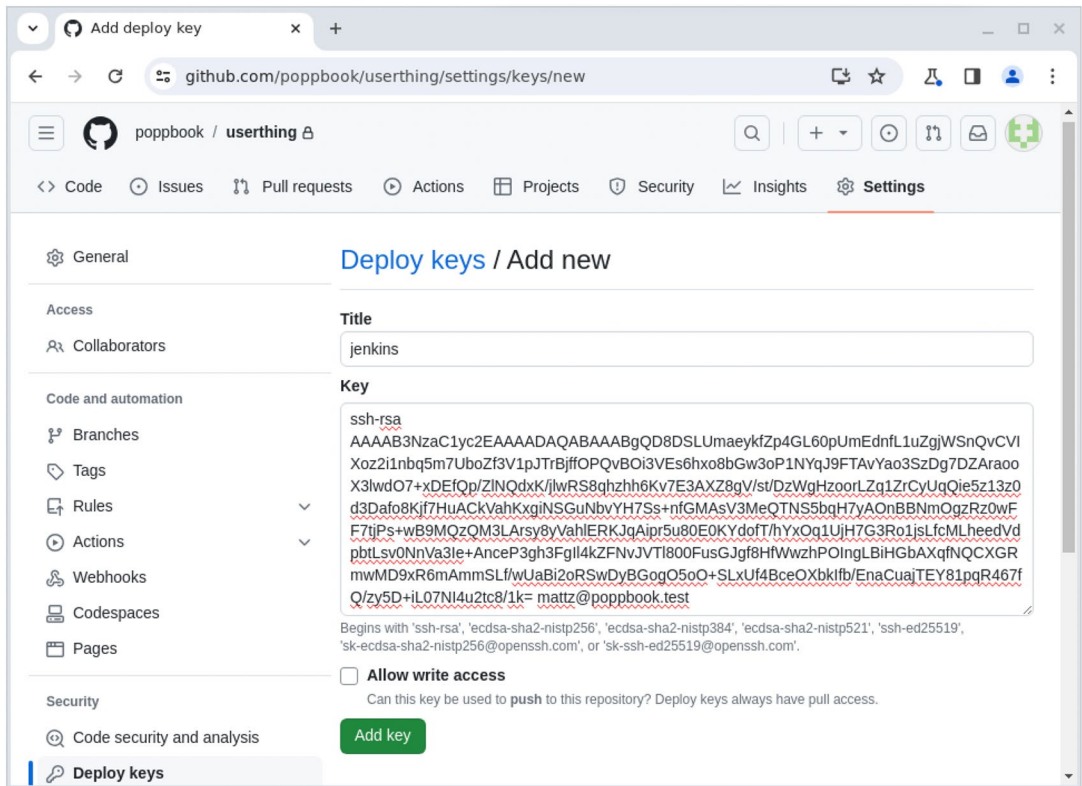 Add deploy key
github.com/poppbook/userthing/settings/keys/new
poppbook / userthing
Code Issues Pull requests Actions Projects Security Insights Settings
General
Access
Collaborators
Code and automation
Branches
Tags
Rules
Actions
Webhooks
Codespaces
Pages
Security
Code security and analysis
Deploy keys
Deploy keys / Add new
Title
jenkins
Key
ssh-rsa
AAAAB3NzaC1yc2EAAAADAQABAAABgQD8DSLUmaeykfZp4GL60pUmEdnfL1uZgjWSnQvCVI
Xoz2i1nbq5m7UboZf3V1pJTrBjffOPQvBOi3VEs6hxo8bGw3oP1NYqJ9FTAvYao3SzDg7DZAraoo
X3lwdO7+xDEfQp/ZlNQdxK/jlwRS8qhzhh6Kv7E3AXZ8gV/st/DzWgHzoorLZq1ZrCyUqQie5z13z0
d3Dafo8Kjf7HuACkVahKxgiNSGuNbvYH7Ss+nfGMAsV3MeQTNS5bqH7yAOnBBNmOgzRz0wF
F7tjPs+wB9MQzQM3LArsy8yVahlERKJqAipr5u80E0KYdofT/hYxOq1UjH7G3Ro1jsLfcMLheedVd
pbtLsv0NnVa3Ie+AnceP3gh3FgIl4kZFNvJVTl800FusGJgf8HfWwzhPOIngLBiHGbAXqfNQCXGR
mwMD9xR6mAmmSLf/wUaBi2oRSwDyBGogO5oO+SLxUf4BceOXbkIfb/EnaCuajTEY81pqR467f
Q/zy5D+iL07NI4u2tc8/1k= mattz@poppbook.test
Begins with 'ssh-rsa', 'ecdsa-sha2-nistp256', 'ecdsa-sha2-nistp384', 'ecdsa-sha2-nistp521', 'ssh-ed25519',
'sk-ecdsa-sha2-nistp256@openssh.com', or 'sk-ssh-ed25519@openssh.com'.
Allow write access
Can this key be used to push to this repository? Deploy keys always have pull access.
Add key